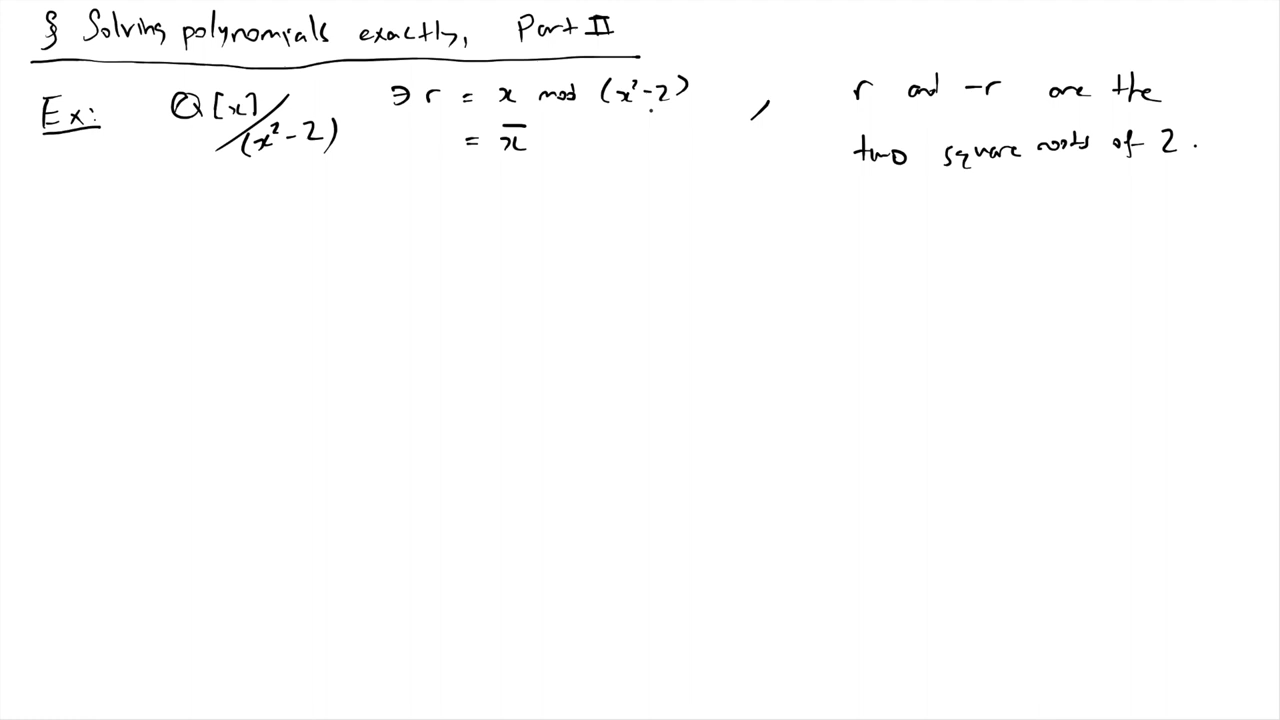 § Solving polynomials exactly, Part II
Ex: Q[x]/(x² - 2) ∋ r = x mod (x² - 2) , r and -r are the
= x̄ two square roots of 2.